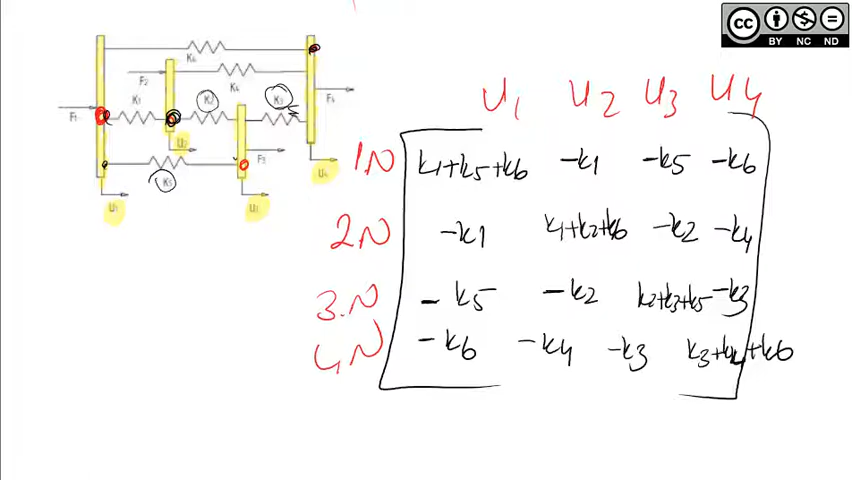 CC BY NC ND
K6
F2 K4
K1 K2 K3 F4
F1
U2
F3
K5 U4
U1
U1 U2 U3 U4
1N k1+k5+k6 -k1 -k5 -k6
2N -k1 k1+k2+k6 -k2 -k4
3.N -k5 -k2 k2+k3+k5 -k3
4N -k6 -k4 -k3 k3+k4+k6